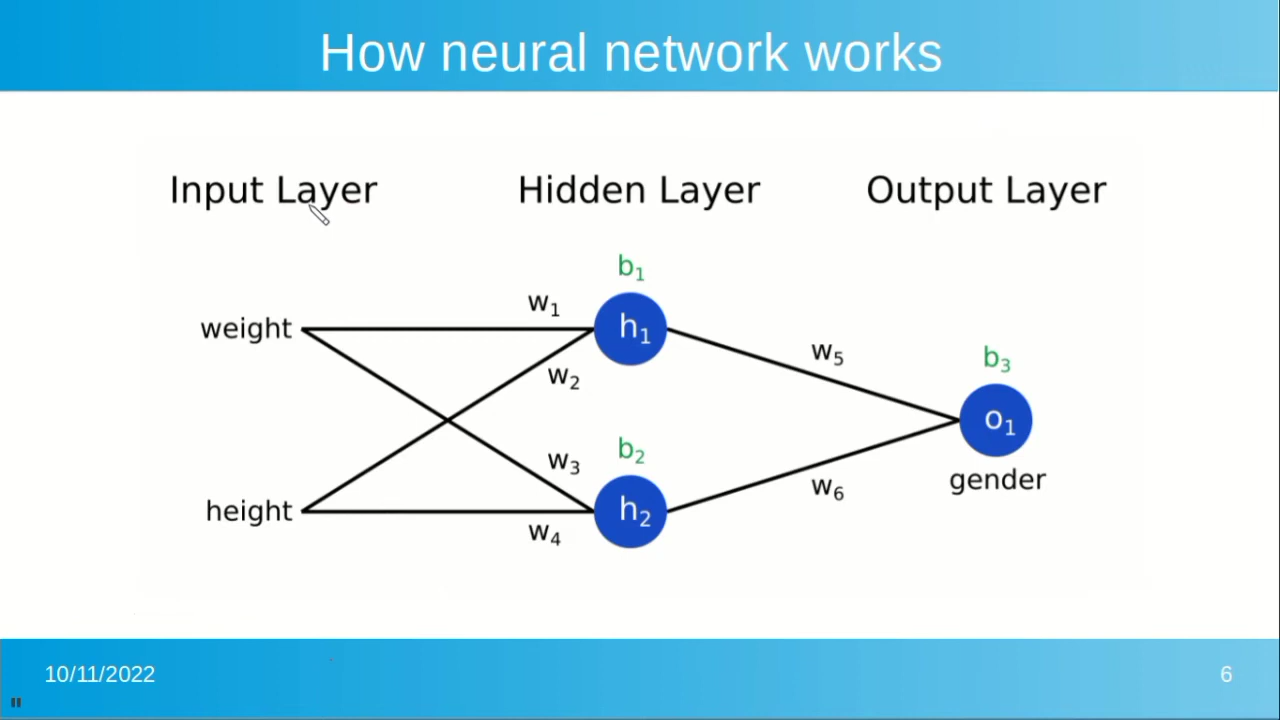 How neural network works
Input Layer
Hidden Layer
Output Layer
b₁
w₁
weight
h₁
w₂
w₅
b₃
o₁
gender
b₂
w₃
height
h₂
w₄
w₆
10/11/2022
6